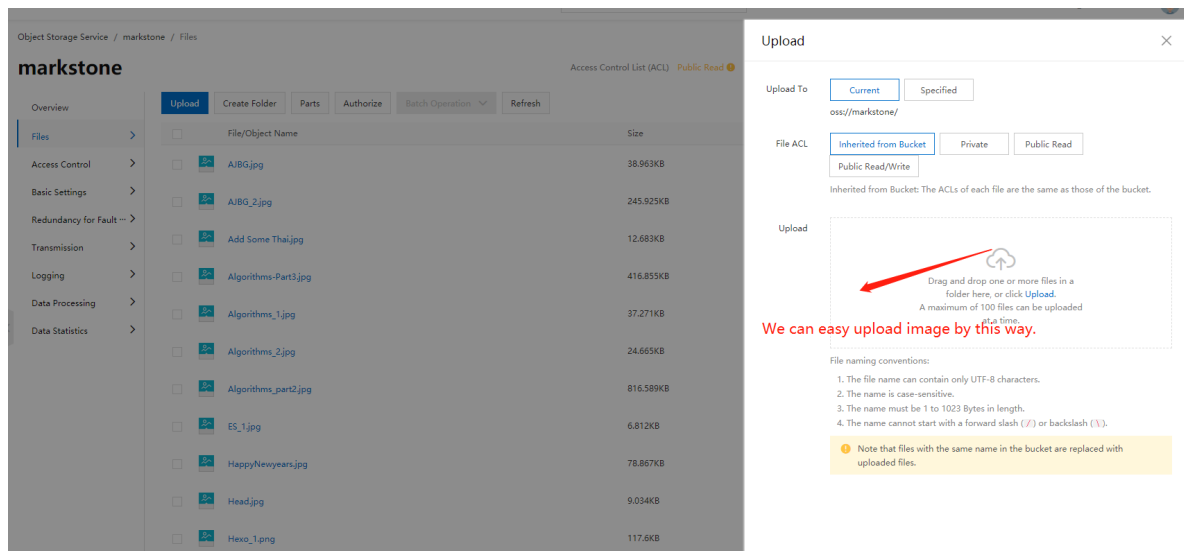 Object Storage Service / markstone / Files
markstone
Access Control List (ACL) Public Read
Overview
Files
Access Control
Basic Settings
Redundancy for Fault ···
Transmission
Logging
Data Processing
Data Statistics
Upload Create Folder Parts Authorize Batch Operation Refresh
File/Object Name Size
AJBG.jpg 38.963KB
AJBG_2.jpg 245.925KB
Add Some Thai.jpg 12.683KB
Algorithms-Part3.jpg 416.855KB
Algorithms_1.jpg 37.271KB
Algorithms_2.jpg 24.665KB
Algorithms_part2.jpg 816.589KB
ES_1.jpg 6.812KB
HappyNewyears.jpg 78.867KB
Head.jpg 9.034KB
Hexo_1.png 117.6KB
Upload
Upload To Current Specified
oss://markstone/
File ACL Inherited from Bucket Private Public Read
Public Read/Write
Inherited from Bucket: The ACLs of each file are the same as those of the bucket.
Upload
Drag and drop one or more files in a
folder here, or click Upload.
A maximum of 100 files can be uploaded
at a time.
We can easy upload image by this way.
File naming conventions:
1. The file name can contain only UTF-8 characters.
2. The name is case-sensitive.
3. The name must be 1 to 1023 Bytes in length.
4. The name cannot start with a forward slash ( / ) or backslash ( \ ).
Note that files with the same name in the bucket are replaced with
uploaded files.